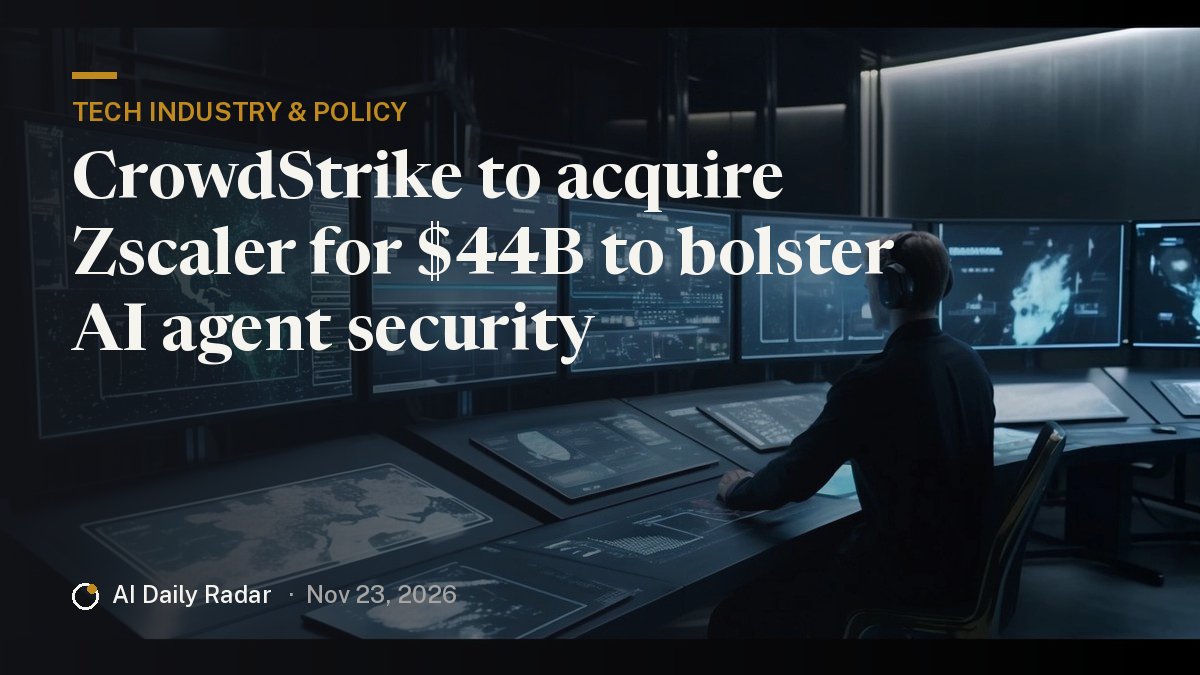 TECH INDUSTRY & POLICY
CrowdStrike to acquire
Zscaler for $44B to bolster
AI agent security
AI Daily Radar · Nov 23, 2026